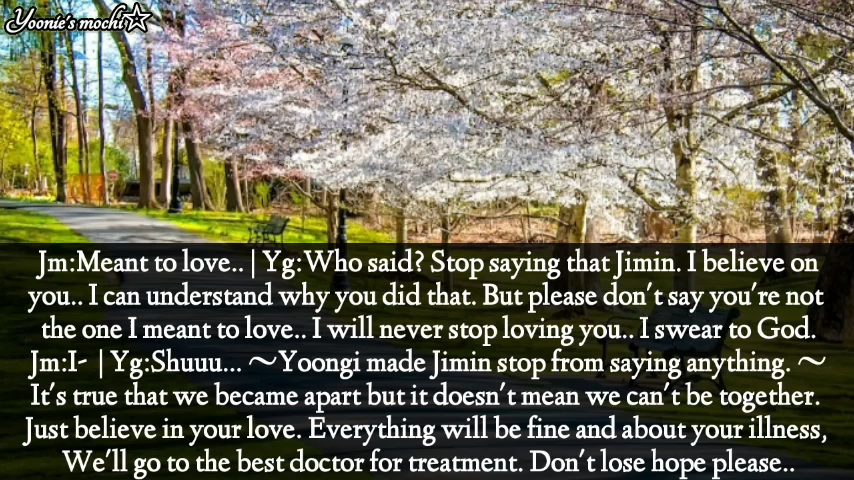 Yoonie's mochi☆
Jm:Meant to love.. | Yg:Who said? Stop saying that Jimin. I believe on
you.. I can understand why you did that. But please don't say you're not
the one I meant to love.. I will never stop loving you.. I swear to God.
Jm:I- | Yg:Shuuu... ～Yoongi made Jimin stop from saying anything. ～
It's true that we became apart but it doesn't mean we can't be together.
Just believe in your love. Everything will be fine and about your illness,
We'll go to the best doctor for treatment. Don't lose hope please..